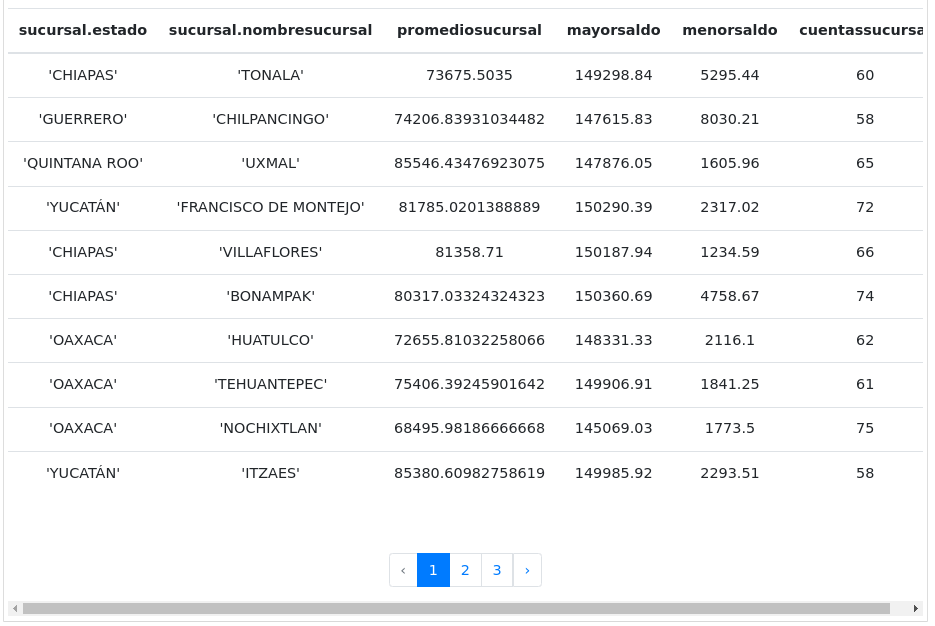 sucursal.estado sucursal.nombresucursal promediosucursal mayorsaldo menorsaldo cuentassucursa
'CHIAPAS' 'TONALA' 73675.5035 149298.84 5295.44 60
'GUERRERO' 'CHILPANCINGO' 74206.83931034482 147615.83 8030.21 58
'QUINTANA ROO' 'UXMAL' 85546.43476923075 147876.05 1605.96 65
'YUCATÁN' 'FRANCISCO DE MONTEJO' 81785.0201388889 150290.39 2317.02 72
'CHIAPAS' 'VILLAFLORES' 81358.71 150187.94 1234.59 66
'CHIAPAS' 'BONAMPAK' 80317.03324324323 150360.69 4758.67 74
'OAXACA' 'HUATULCO' 72655.81032258066 148331.33 2116.1 62
'OAXACA' 'TEHUANTEPEC' 75406.39245901642 149906.91 1841.25 61
'OAXACA' 'NOCHIXTLAN' 68495.98186666668 145069.03 1773.5 75
'YUCATÁN' 'ITZAES' 85380.60982758619 149985.92 2293.51 58
‹ 1 2 3 ›